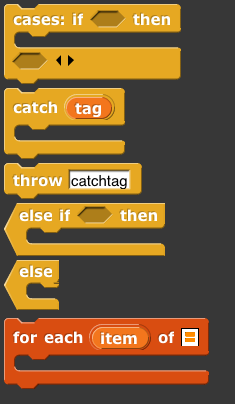 cases: if then
catch tag
throw catchtag
else if then
else
for each item of